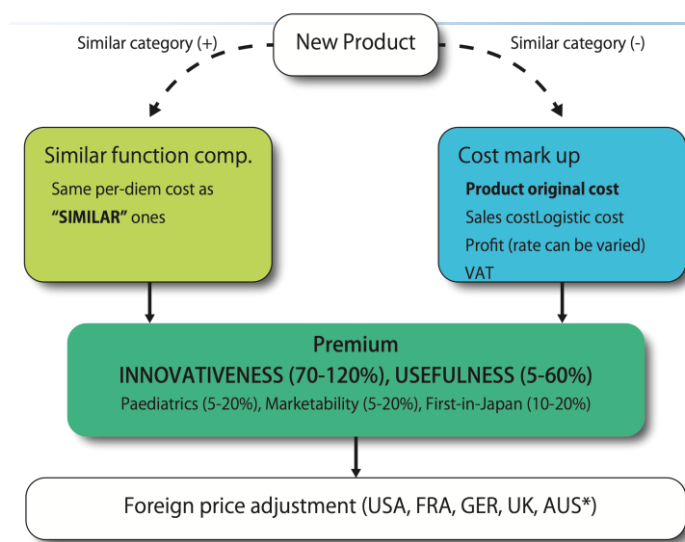 New Product
Similar category (+)
Similar category (-)
Similar function comp.
Same per-diem cost as
“SIMILAR” ones
Cost mark up
Product original cost
Sales costLogistic cost
Profit (rate can be varied)
VAT
Premium
INNOVATIVENESS (70-120%), USEFULNESS (5-60%)
Paediatrics (5-20%), Marketability (5-20%), First-in-Japan (10-20%)
Foreign price adjustment (USA, FRA, GER, UK, AUS*)